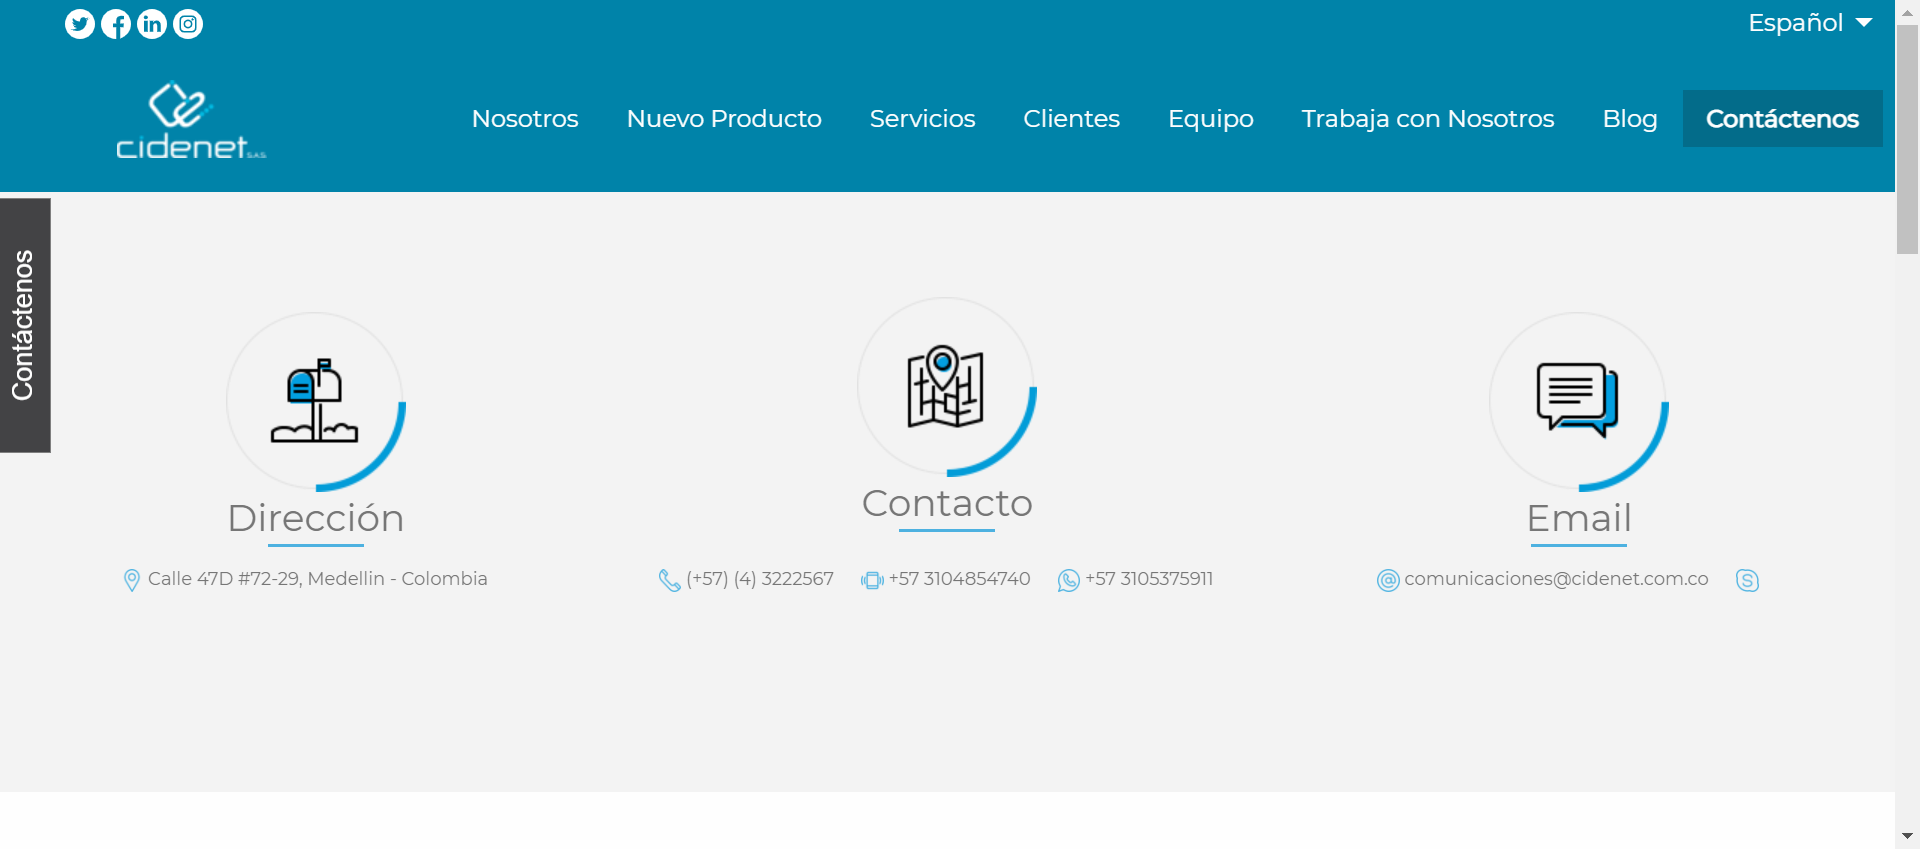 Español
cidenet S.A.S.
Nosotros Nuevo Producto Servicios Clientes Equipo Trabaja con Nosotros Blog Contáctenos
Contáctenos
Dirección
Calle 47D #72-29, Medellin - Colombia
Contacto
(+57) (4) 3222567 +57 3104854740 +57 3105375911
Email
comunicaciones@cidenet.com.co